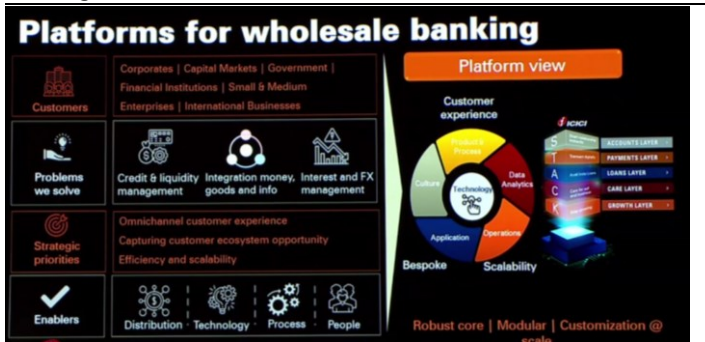 Platforms for wholesale banking
Customers
Corporates | Capital Markets | Government |
Financial Institutions | Small & Medium
Enterprises | International Businesses
Problems
we solve
Credit & liquidity
management
Integration money,
goods and info
Interest and FX
management
Strategic
priorities
Omnichannel customer experience
Capturing customer ecosystem opportunity
Efficiency and scalability
Enablers
Distribution
Technology
Process
People
Platform view
Customer
experience
Product &
Process
Data
Analytics
Operations
Application
Culture
Technology
Bespoke
Scalability
ICICI
S
T
A
C
K
ACCOUNTS LAYER
PAYMENTS LAYER
LOANS LAYER
CARE LAYER
GROWTH LAYER
Robust core | Modular | Customization @
scale